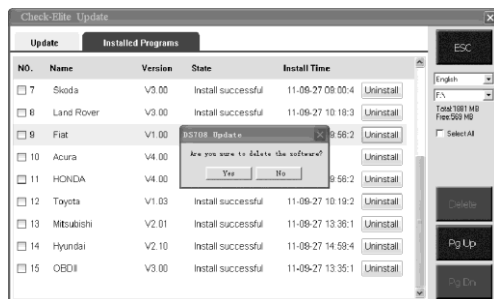 Check-Elite Update
Update Installed Programs
ESC
NO. Name Version State Install Time
English
F:\
Total:1881 MB
Free:593 MB
Select All
7 Skoda V3.00 Install successful 11-09-27 09:00:4 Uninstall
8 Land Rover V3.00 Install successful 11-09-27 10:18:3 Uninstall
9 Fiat V1.00 9:56:2 Uninstall
DS708 Update
Are you sure to delete the software?
Yes No
10 Acura V4.00 Uninstall
11 HONDA V4.00 9:56:2 Uninstall
12 Toyota V1.03 Install successful 11-09-27 10:19:2 Uninstall
13 Mitsubishi V2.01 Install successful 11-09-27 13:36:1 Uninstall
14 Hyundai V2.10 Install successful 11-09-27 14:59:4 Uninstall
15 OBDII V3.00 Install successful 11-09-27 13:35:1 Uninstall
Delete
Pg Up
Pg Dn